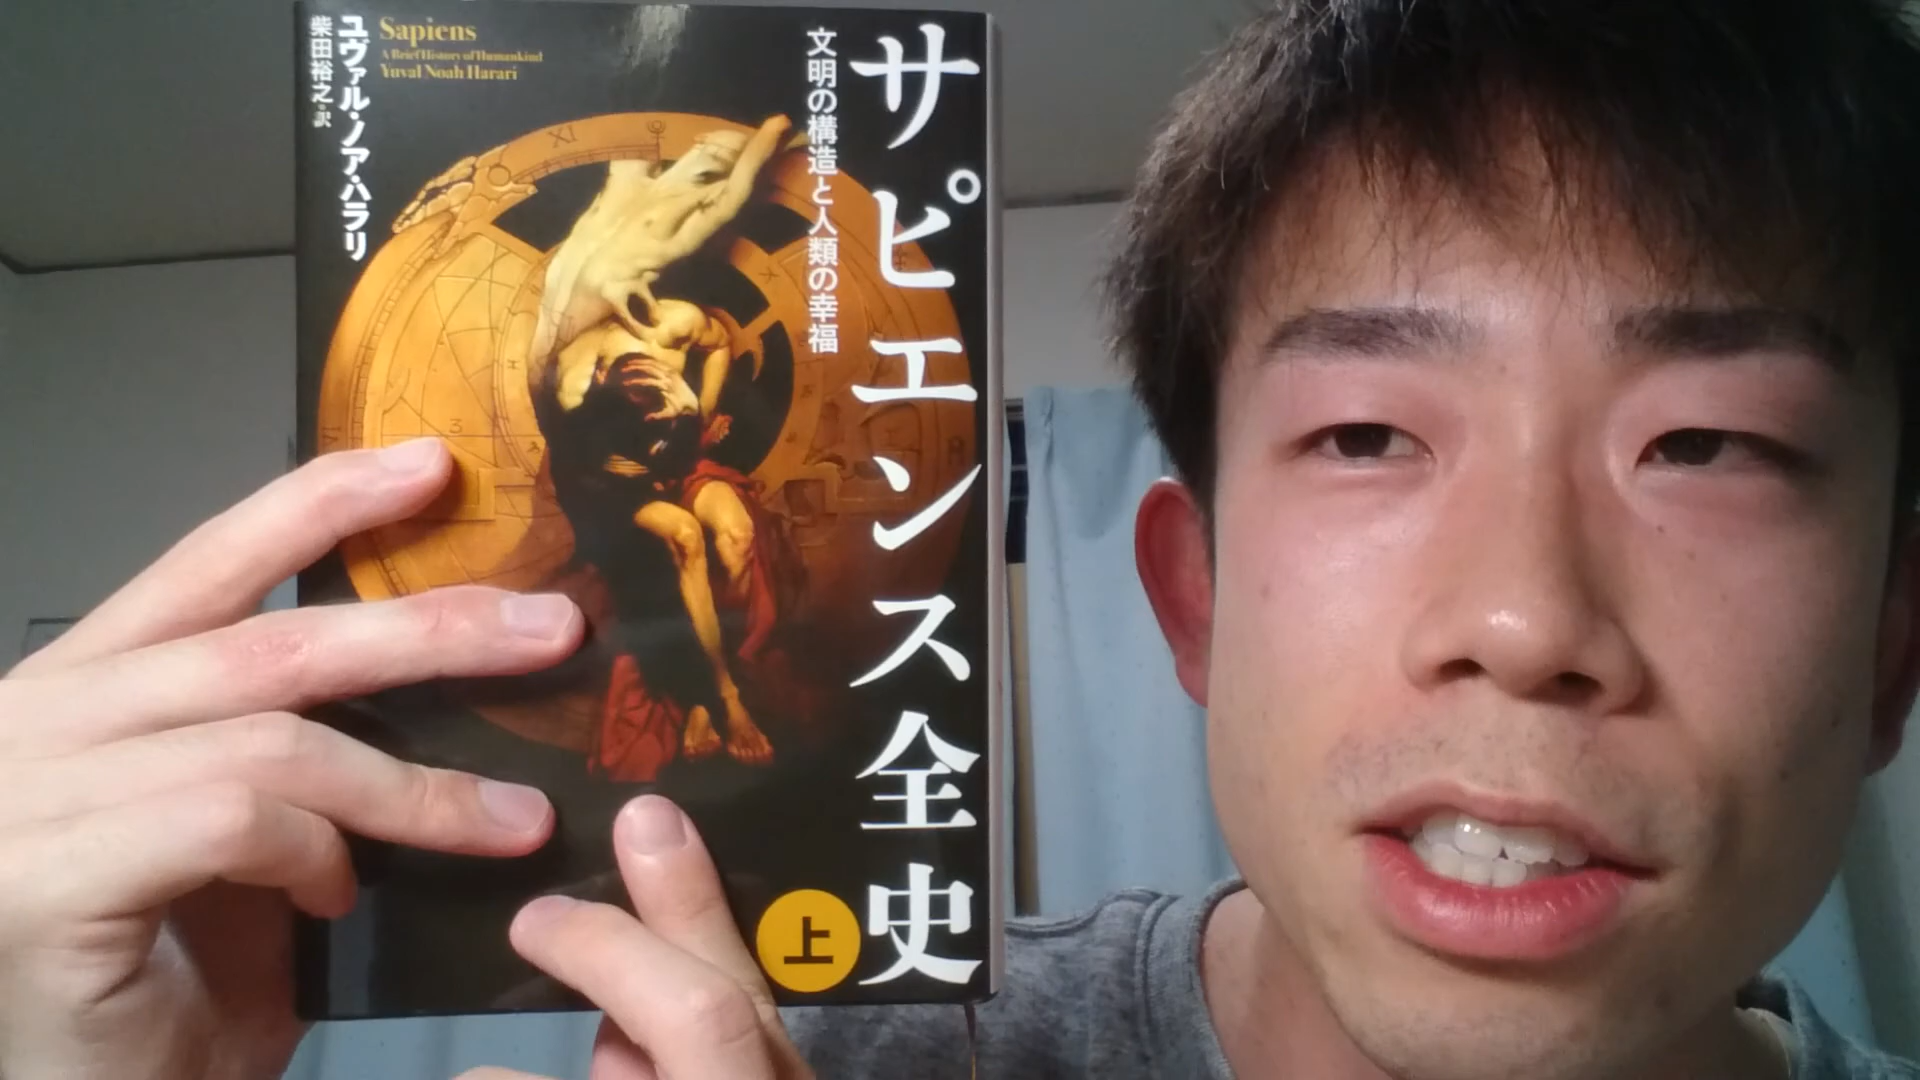 サピエンス全史
上
文明の構造と人類の幸福
Sapiens
A Brief History of Humankind
Yuval Noah Harari
ユヴァル・ノア・ハラリ
柴田裕之・訳
XI
3